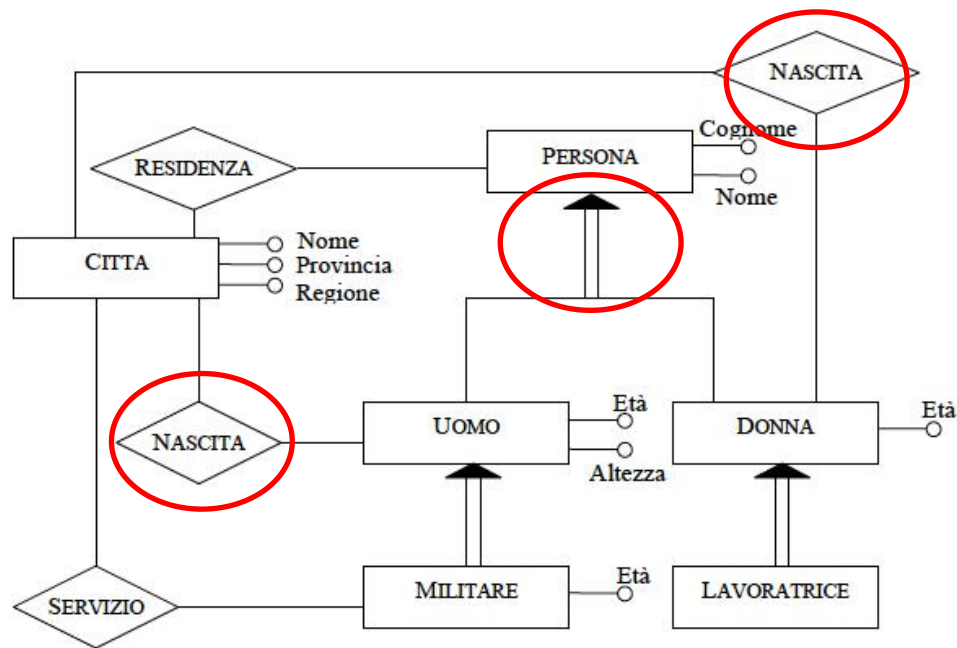 NASCITA
Cognome
PERSONA
RESIDENZA
Nome
Nome
CITTA
Provincia
Regione
Età
UOMO
DONNA
Età
NASCITA
Altezza
Età
MILITARE
LAVORATRICE
SERVIZIO